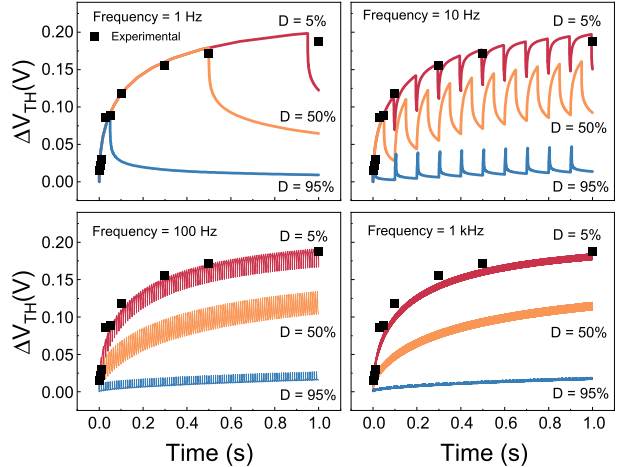 Frequency = 1 Hz
D = 5%
Experimental
D = 50%
D = 95%
0.20
0.15
0.10
0.05
0.00
ΔV_TH(V)
Frequency = 10 Hz
D = 5%
D = 50%
D = 95%
Frequency = 100 Hz
D = 5%
D = 50%
D = 95%
0.20
0.15
0.10
0.05
0.00
ΔV_TH(V)
0.0 0.2 0.4 0.6 0.8 1.0
Time (s)
Frequency = 1 kHz
D = 5%
D = 50%
D = 95%
0.0 0.2 0.4 0.6 0.8 1.0
Time (s)